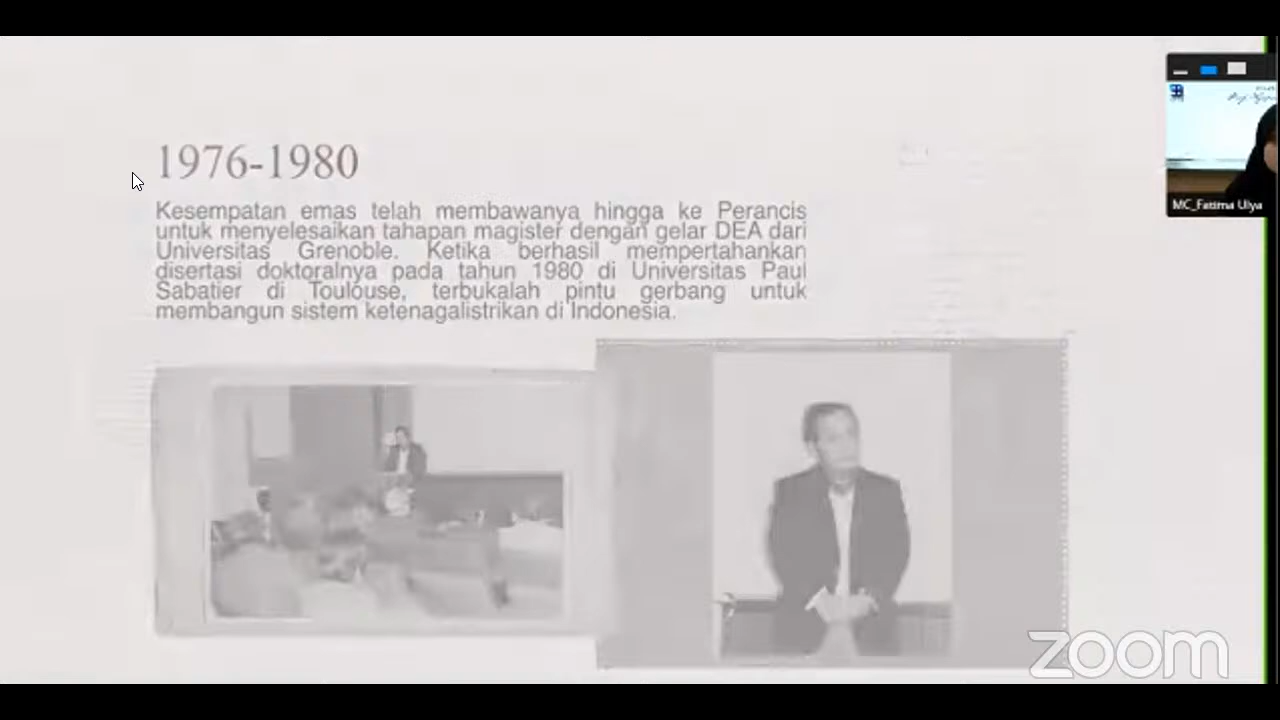 1976-1980
Kesempatan emas telah membawanya hingga ke Perancis
untuk menyelesaikan tahapan magister dengan gelar DEA dari
Universitas Grenoble. Ketika berhasil mempertahankan
disertasi doktoralnya pada tahun 1980 di Universitas Paul
Sabatier di Toulouse, terbukalah pintu gerbang untuk
membangun sistem ketenagalistrikan di Indonesia.
MC_Fatima Ulya
zoom